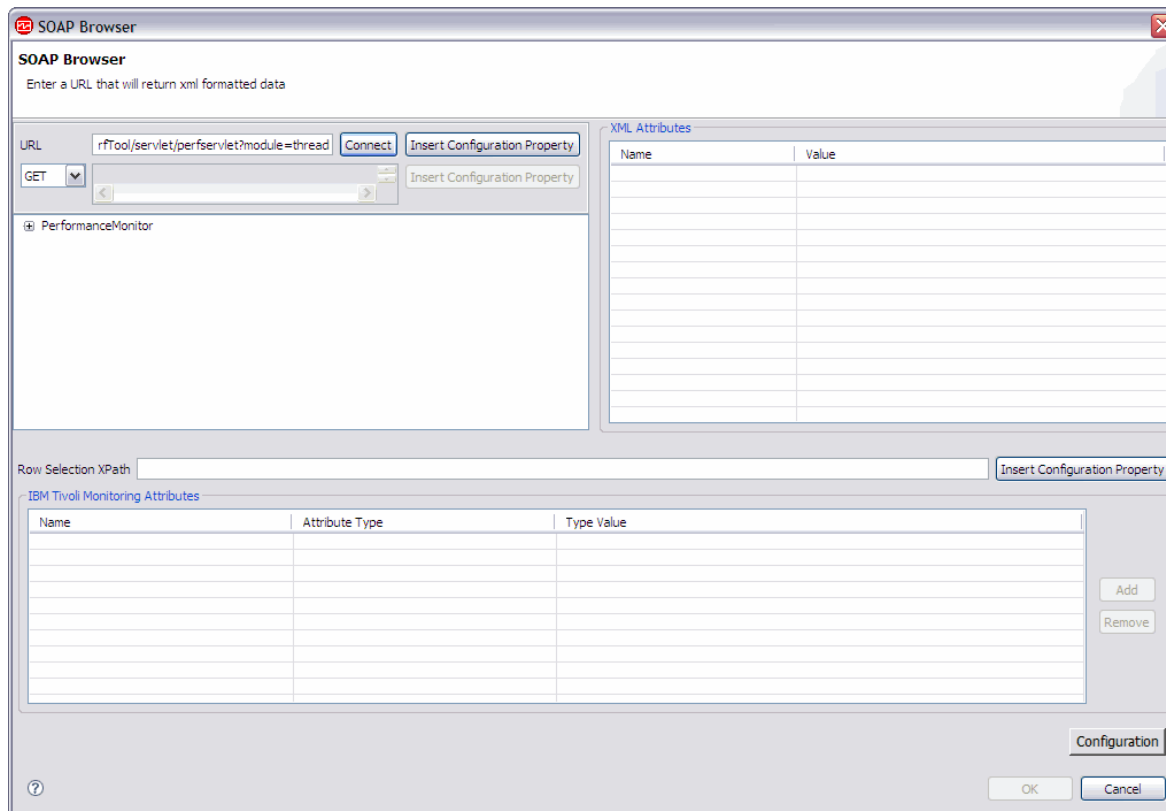 SOAP Browser
SOAP Browser
Enter a URL that will return xml formatted data
URL rfTool/servlet/perfservlet?module=thread Connect Insert Configuration Property
GET Insert Configuration Property
PerformanceMonitor
XML Attributes
Name Value
Row Selection XPath Insert Configuration Property
IBM Tivoli Monitoring Attributes
Name Attribute Type Type Value
Add
Remove
Configuration
? OK Cancel